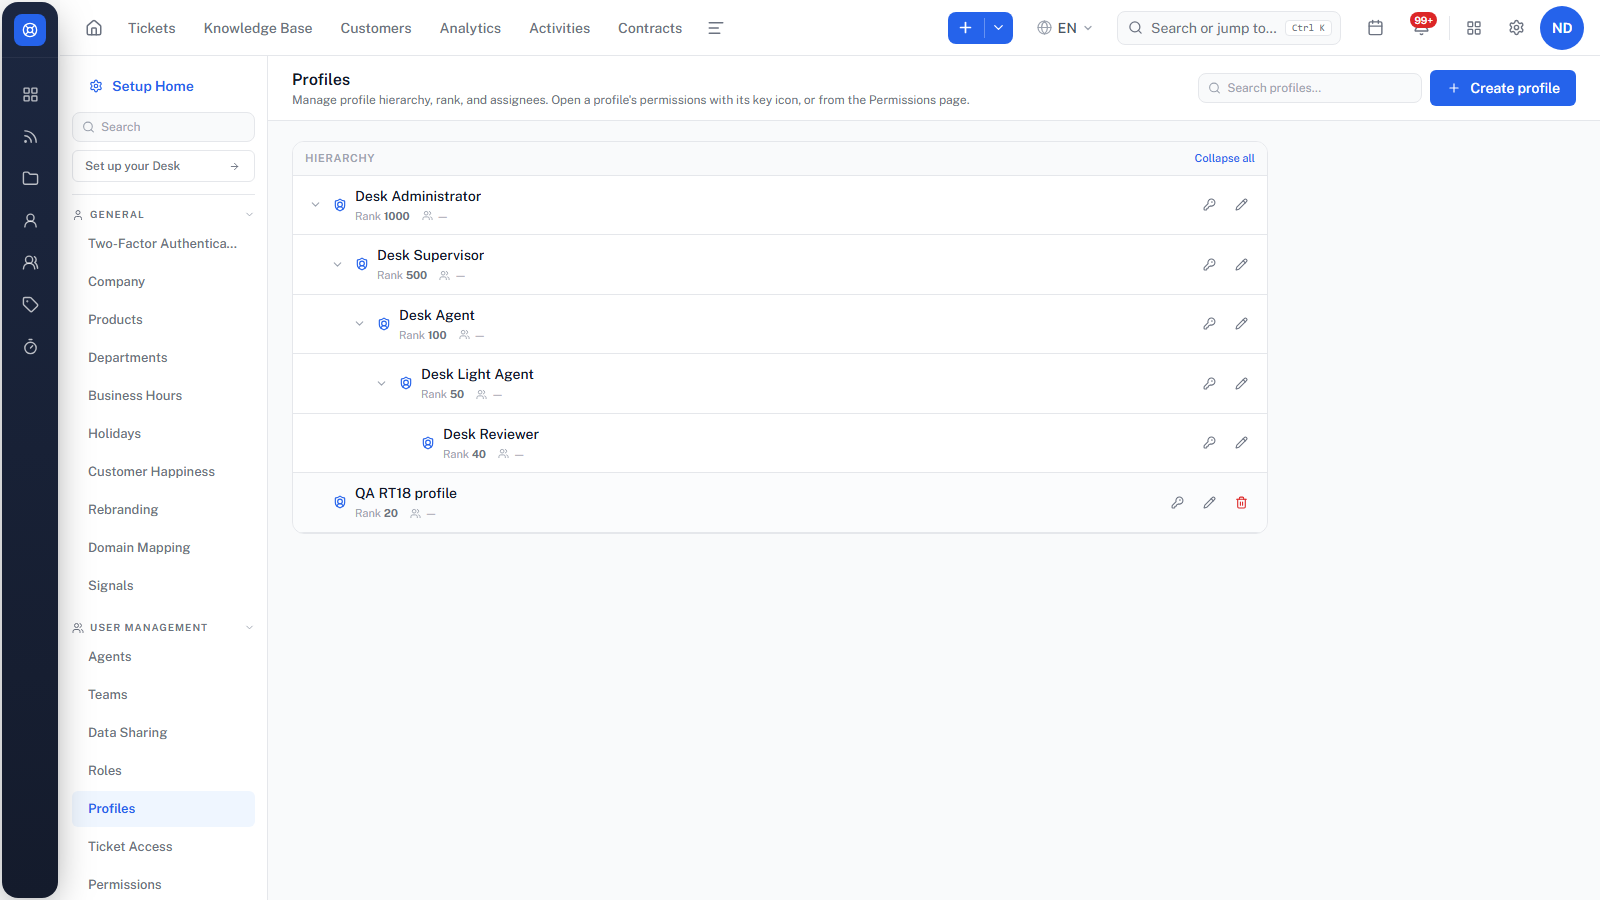 Tickets
Knowledge Base
Customers
Analytics
Activities
Contracts
EN
Search or jump to...
Ctrl K
99+
ND
Setup Home
Search
Set up your Desk
GENERAL
Two-Factor Authentica...
Company
Products
Departments
Business Hours
Holidays
Customer Happiness
Rebranding
Domain Mapping
Signals
USER MANAGEMENT
Agents
Teams
Data Sharing
Roles
Profiles
Ticket Access
Permissions
Profiles
Manage profile hierarchy, rank, and assignees. Open a profile's permissions with its key icon, or from the Permissions page.
Search profiles...
Create profile
HIERARCHY
Collapse all
Desk Administrator
Rank 1000 —
Desk Supervisor
Rank 500 —
Desk Agent
Rank 100 —
Desk Light Agent
Rank 50 —
Desk Reviewer
Rank 40 —
QA RT18 profile
Rank 20 —